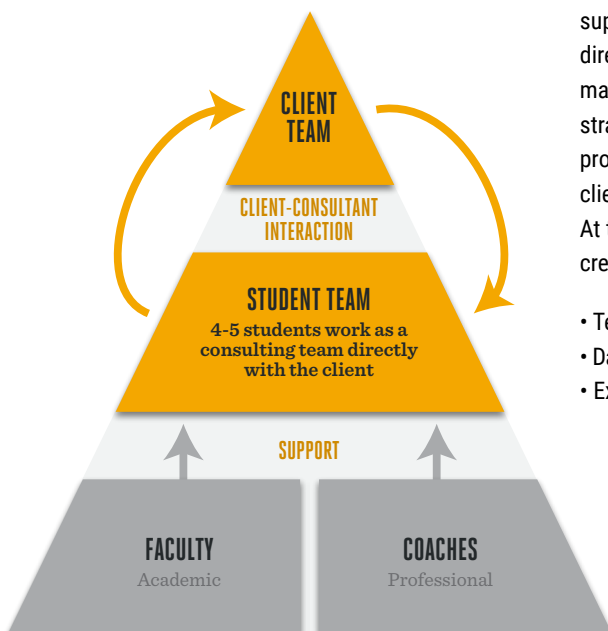 CLIENT
TEAM
CLIENT-CONSULTANT
INTERACTION
STUDENT TEAM
4-5 students work as a
consulting team directly
with the client
SUPPORT
FACULTY
Academic
COACHES
Professional
At